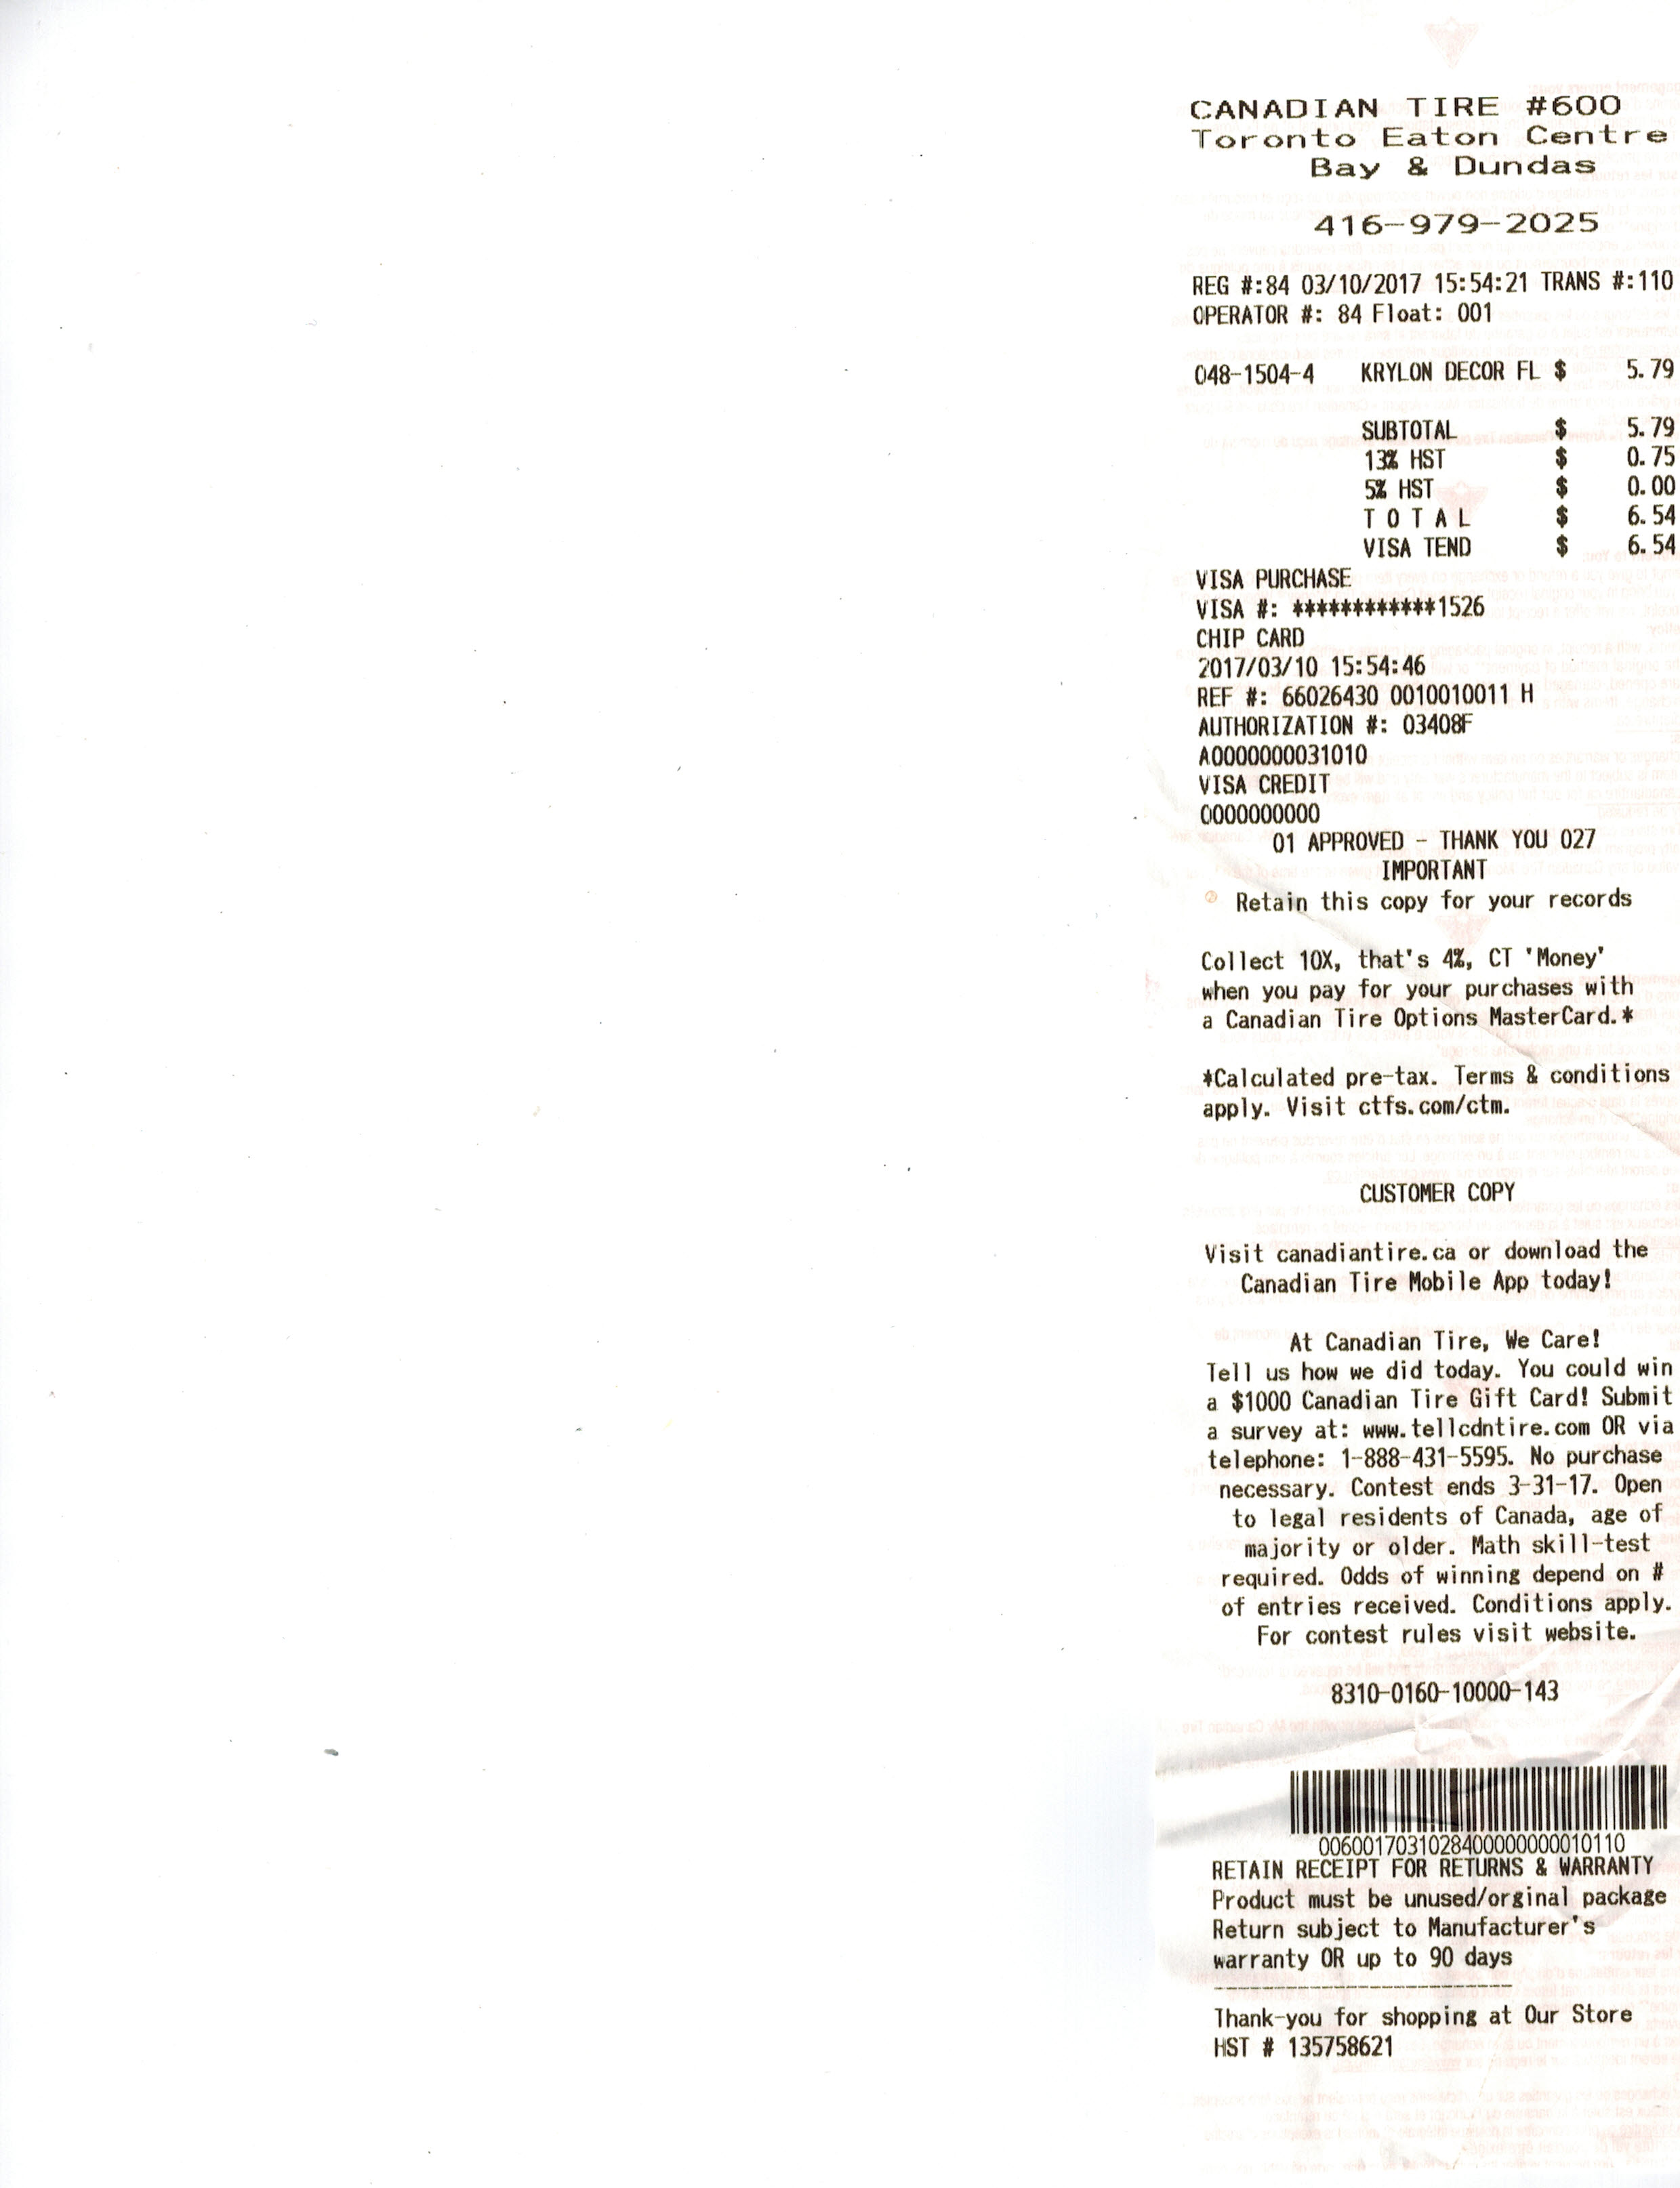 CANADIAN TIRE #600
Toronto Eaton Centre
Bay & Dundas
416-979-2025
REG #:84 03/10/2017 15:54:21 TRANS #:110
OPERATOR #: 84 Float: 001
048-1504-4 KRYLON DECOR FL $ 5.79
SUBTOTAL $ 5.79
13% HST $ 0.75
5% HST $ 0.00
T O T A L $ 6.54
VISA TEND $ 6.54
VISA PURCHASE
VISA #: ************1526
CHIP CARD
2017/03/10 15:54:46
REF #: 66026430 0010010011 H
AUTHORIZATION #: 03408F
A0000000031010
VISA CREDIT
0000000000
01 APPROVED - THANK YOU 027
IMPORTANT
Retain this copy for your records
Collect 10X, that's 4%, CT 'Money'
when you pay for your purchases with
a Canadian Tire Options MasterCard.*
*Calculated pre-tax. Terms & conditions
apply. Visit ctfs.com/ctm.
CUSTOMER COPY
Visit canadiantire.ca or download the
Canadian Tire Mobile App today!
At Canadian Tire, We Care!
Tell us how we did today. You could win
a $1000 Canadian Tire Gift Card! Submit
a survey at: www.tellcdntire.com OR via
telephone: 1-888-431-5595. No purchase
necessary. Contest ends 3-31-17. Open
to legal residents of Canada, age of
majority or older. Math skill-test
required. Odds of winning depend on #
of entries received. Conditions apply.
For contest rules visit website.
8310-0160-10000-143
00600170310284000000000010110
RETAIN RECEIPT FOR RETURNS & WARRANTY
Product must be unused/orginal package
Return subject to Manufacturer's
warranty OR up to 90 days
Thank-you for shopping at Our Store
HST # 135758621